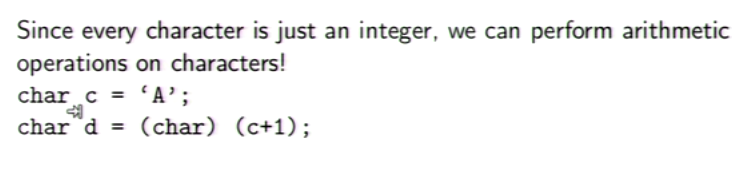 Since every character is just an integer, we can perform arithmetic
operations on characters!
char c = ‘A’;
char d = (char) (c+1);